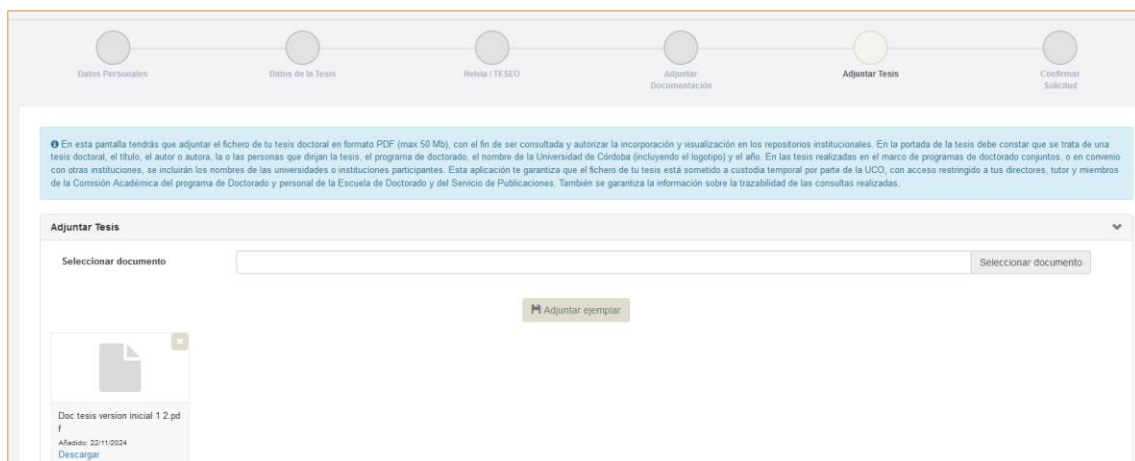 Datos Personales
Datos de la Tesis
Helvia / TESEO
Adjuntar
Documentación
Adjuntar Tesis
Confirmar
Solicitud
En esta pantalla tendrás que adjuntar el fichero de tu tesis doctoral en formato PDF (max 50 Mb), con el fin de ser consultada y autorizar la incorporación y visualización en los repositorios institucionales. En la portada de la tesis debe constar que se trata de una
tesis doctoral, el título, el autor o autora, la o las personas que dirijan la tesis, el programa de doctorado, el nombre de la Universidad de Córdoba (incluyendo el logotipo) y el año. En las tesis realizadas en el marco de programas de doctorado conjuntos, o en convenio
con otras instituciones, se incluirán los nombres de las universidades o instituciones participantes. Esta aplicación te garantiza que el fichero de tu tesis está sometido a custodia temporal por parte de la UCO, con acceso restringido a tus directores, tutor y miembros
de la Comisión Académica del programa de Doctorado y personal de la Escuela de Doctorado y del Servicio de Publicaciones. También se garantiza la información sobre la trazabilidad de las consultas realizadas.
Adjuntar Tesis
Seleccionar documento
Seleccionar documento
Adjuntar ejemplar
Doc tesis version inicial 1 2.pd
f
Añadido: 22/11/2024
Descargar